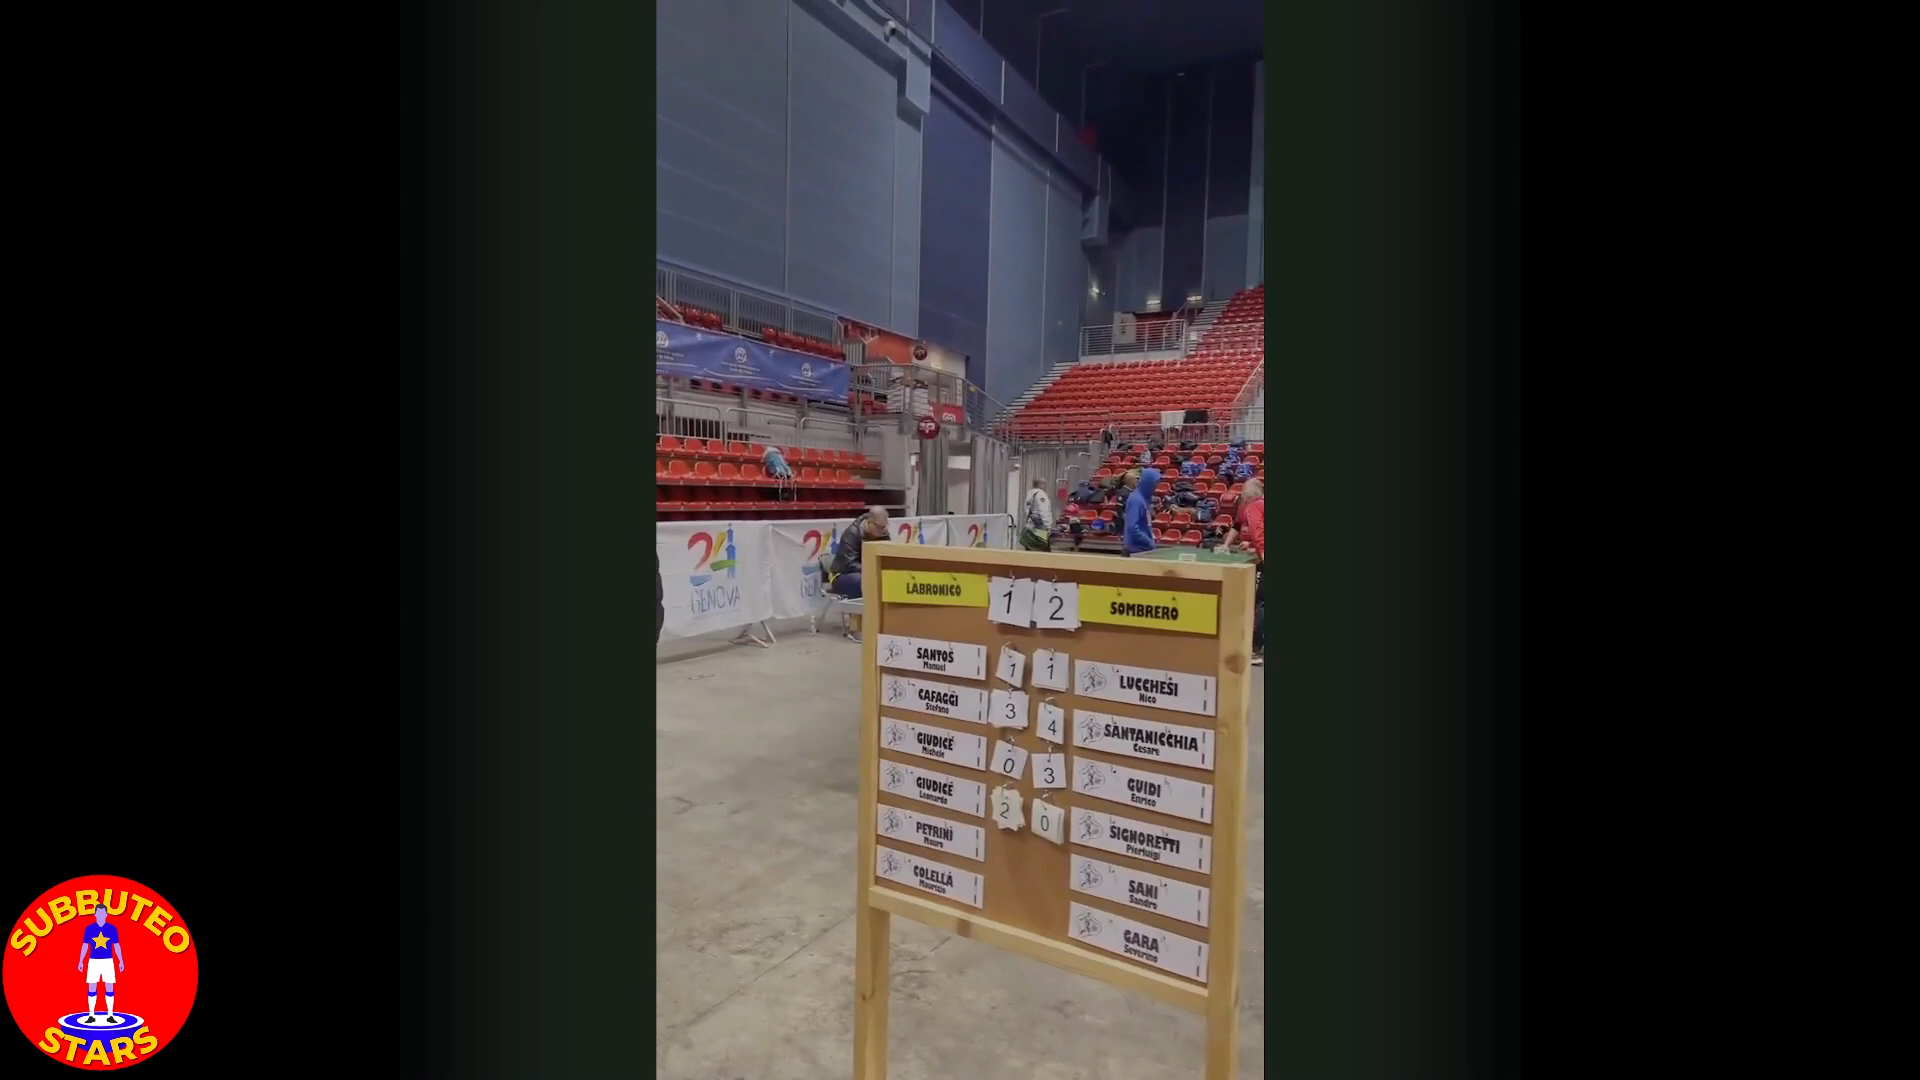 24
GENOVA
LABRONICO 1 2 SOMBRERO
SANTOS 1 1 LUCCHESI
Manuel Nico
CAFAGGI 3 4 SANTANICCHIA
Stefano Cesare
GIUDICE 0 3 GUIDI
Michele Enrico
GIUDICE 2 0 SIGNORETTI
Leonardo Pierluigi
PETRINI SANI
Mauro Sandro
COLELLA GARA
Maurizio Severino
SUBBUTEO
STARS